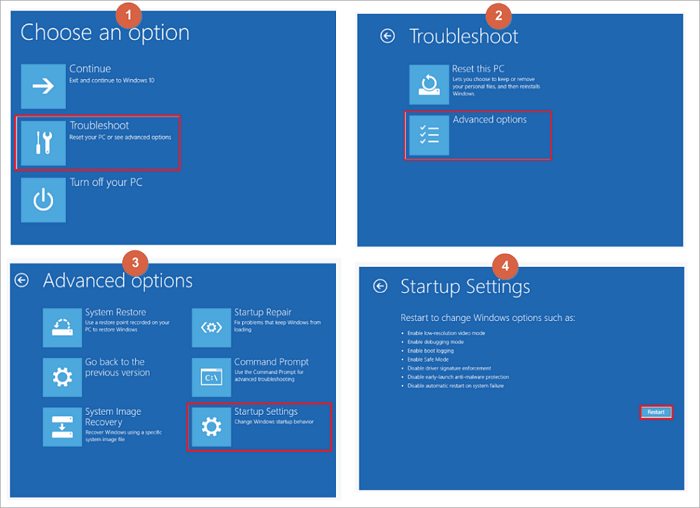 1
Choose an option
Continue
Exit and continue to Windows 10
Troubleshoot
Reset your PC or see advanced options
Turn off your PC
2
Troubleshoot
Reset this PC
Lets you choose to keep or remove
your personal files, and then reinstalls
Windows
Advanced options
3
Advanced options
System Restore
Use a restore point recorded on your
PC to restore Windows
Startup Repair
Fix problems that keep Windows from
loading
Go back to the
previous version
Command Prompt
Use the Command Prompt for
advanced troubleshooting
C:\
System Image
Recovery
Recover Windows using a specific
system image file
Startup Settings
Change Windows startup behavior
4
Startup Settings
Restart to change Windows options such as:
• Enable low-resolution video mode
• Enable debugging mode
• Enable boot logging
• Enable Safe Mode
• Disable driver signature enforcement
• Disable early-launch anti-malware protection
• Disable automatic restart on system failure
Restart